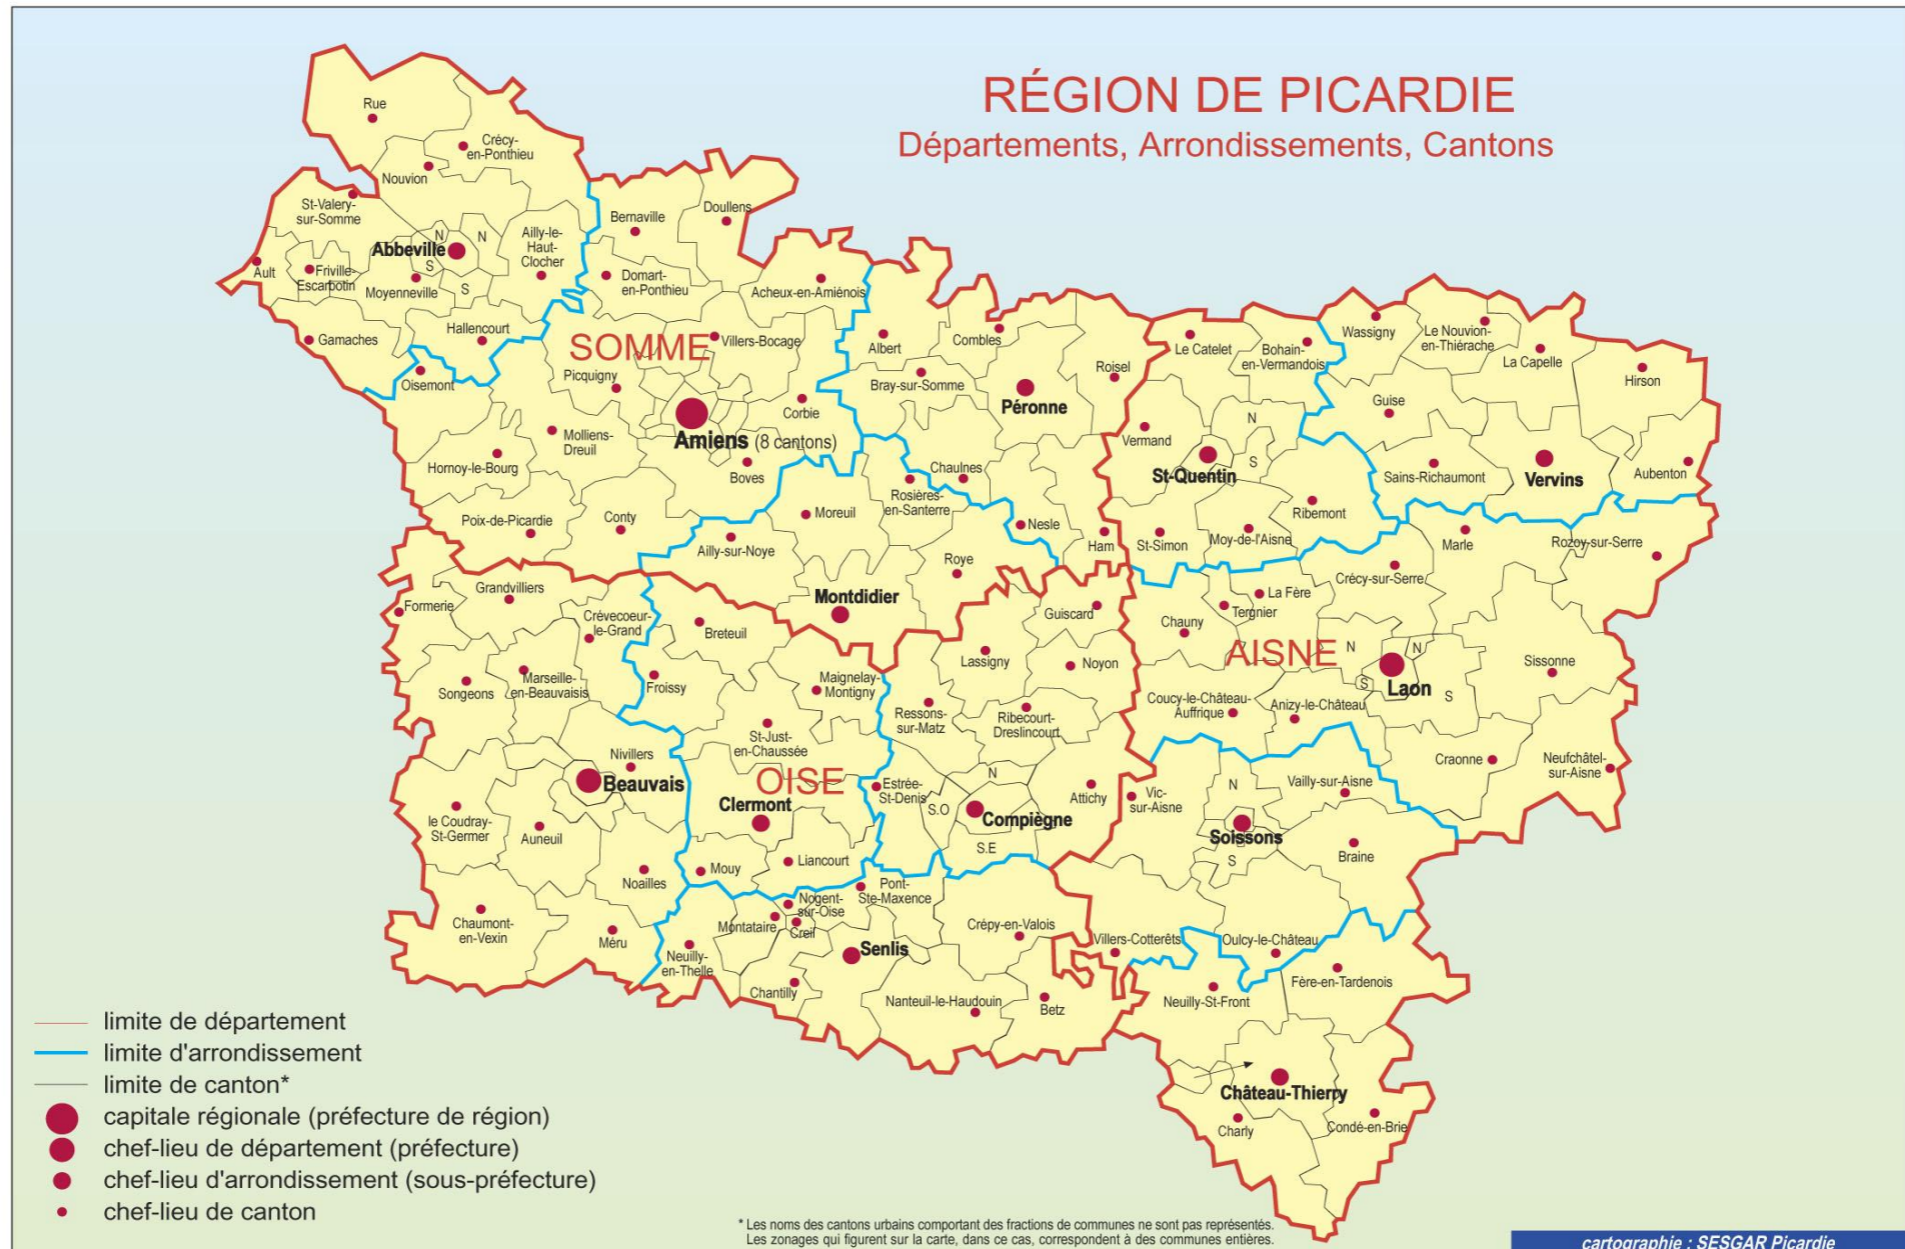 RÉGION DE PICARDIE
Départements, Arrondissements, Cantons
Rue
Crécy-
en-Ponthieu
Nouvion
St-Valery-
sur-Somme
Abbeville
N
N
S
S
Ailly-le-
Haut-
Clocher
Ault
Friville-
Escarbotin
Moyenneville
Gamaches
Hallencourt
Oisemont
Bernaville
Doullens
Domart-
en-Ponthieu
Acheux-en-Amiénois
SOMME
Villers-Bocage
Picquigny
Corbie
Amiens (8 cantons)
Molliens-
Dreuil
Hornoy-le-Bourg
Boves
Poix-de-Picardie
Conty
Ailly-sur-Noye
Moreuil
Rosières-
en-Santerre
Roye
Montdidier
Albert
Combles
Bray-sur-Somme
Péronne
Roisel
Chaulnes
Nesle
Ham
Le Catelet
Bohain-
en-Vermandois
Vermand
N
S
St-Quentin
St-Simon
Moy-de-l'Aisne
Ribemont
Wassigny
Le Nouvion-
en-Thiérache
La Capelle
Hirson
Guise
Sains-Richaumont
Vervins
Aubenton
Marle
Rozoy-sur-Serre
Crécy-sur-Serre
La Fère
Tergnier
Chauny
AISNE
N
N
S
S
Laon
Sissonne
Coucy-le-Château-
Auffrique
Anizy-le-Château
Craonne
Neufchâtel-
sur-Aisne
Formerie
Grandvilliers
Crévecoeur-
le-Grand
Breteuil
Songeons
Marseille-
en-Beauvaisis
Froissy
Maignelay-
Montigny
St-Just-
en-Chaussée
Nivillers
Beauvais
OISE
Clermont
le Coudray-
St-Germer
Auneuil
Noailles
Mouy
Liancourt
Chaumont-
en-Vexin
Méru
Guiscard
Lassigny
Noyon
Ressons-
sur-Matz
Ribecourt-
Dreslincourt
Estrée-
St-Denis
N
S.O
S.E
Compiègne
Attichy
Pont-
Ste-Maxence
Nogent-
sur-Oise
Montataire
Creil
Neuilly-
en-Thelle
Senlis
Chantilly
Crépy-en-Valois
Nanteuil-le-Haudouin
Betz
Vic-
sur-Aisne
N
S
Soissons
Vailly-sur-Aisne
Braine
Villers-Cotterêts
Oulcy-le-Château
Fère-en-Tardenois
Neuilly-St-Front
Château-Thierry
Charly
Condé-en-Brie
limite de département
limite d'arrondissement
limite de canton*
capitale régionale (préfecture de région)
chef-lieu de département (préfecture)
chef-lieu d'arrondissement (sous-préfecture)
chef-lieu de canton
* Les noms des cantons urbains comportant des fractions de communes ne sont pas représentés.
Les zonages qui figurent sur la carte, dans ce cas, correspondent à des communes entières.
cartographie : SESGAR Picardie